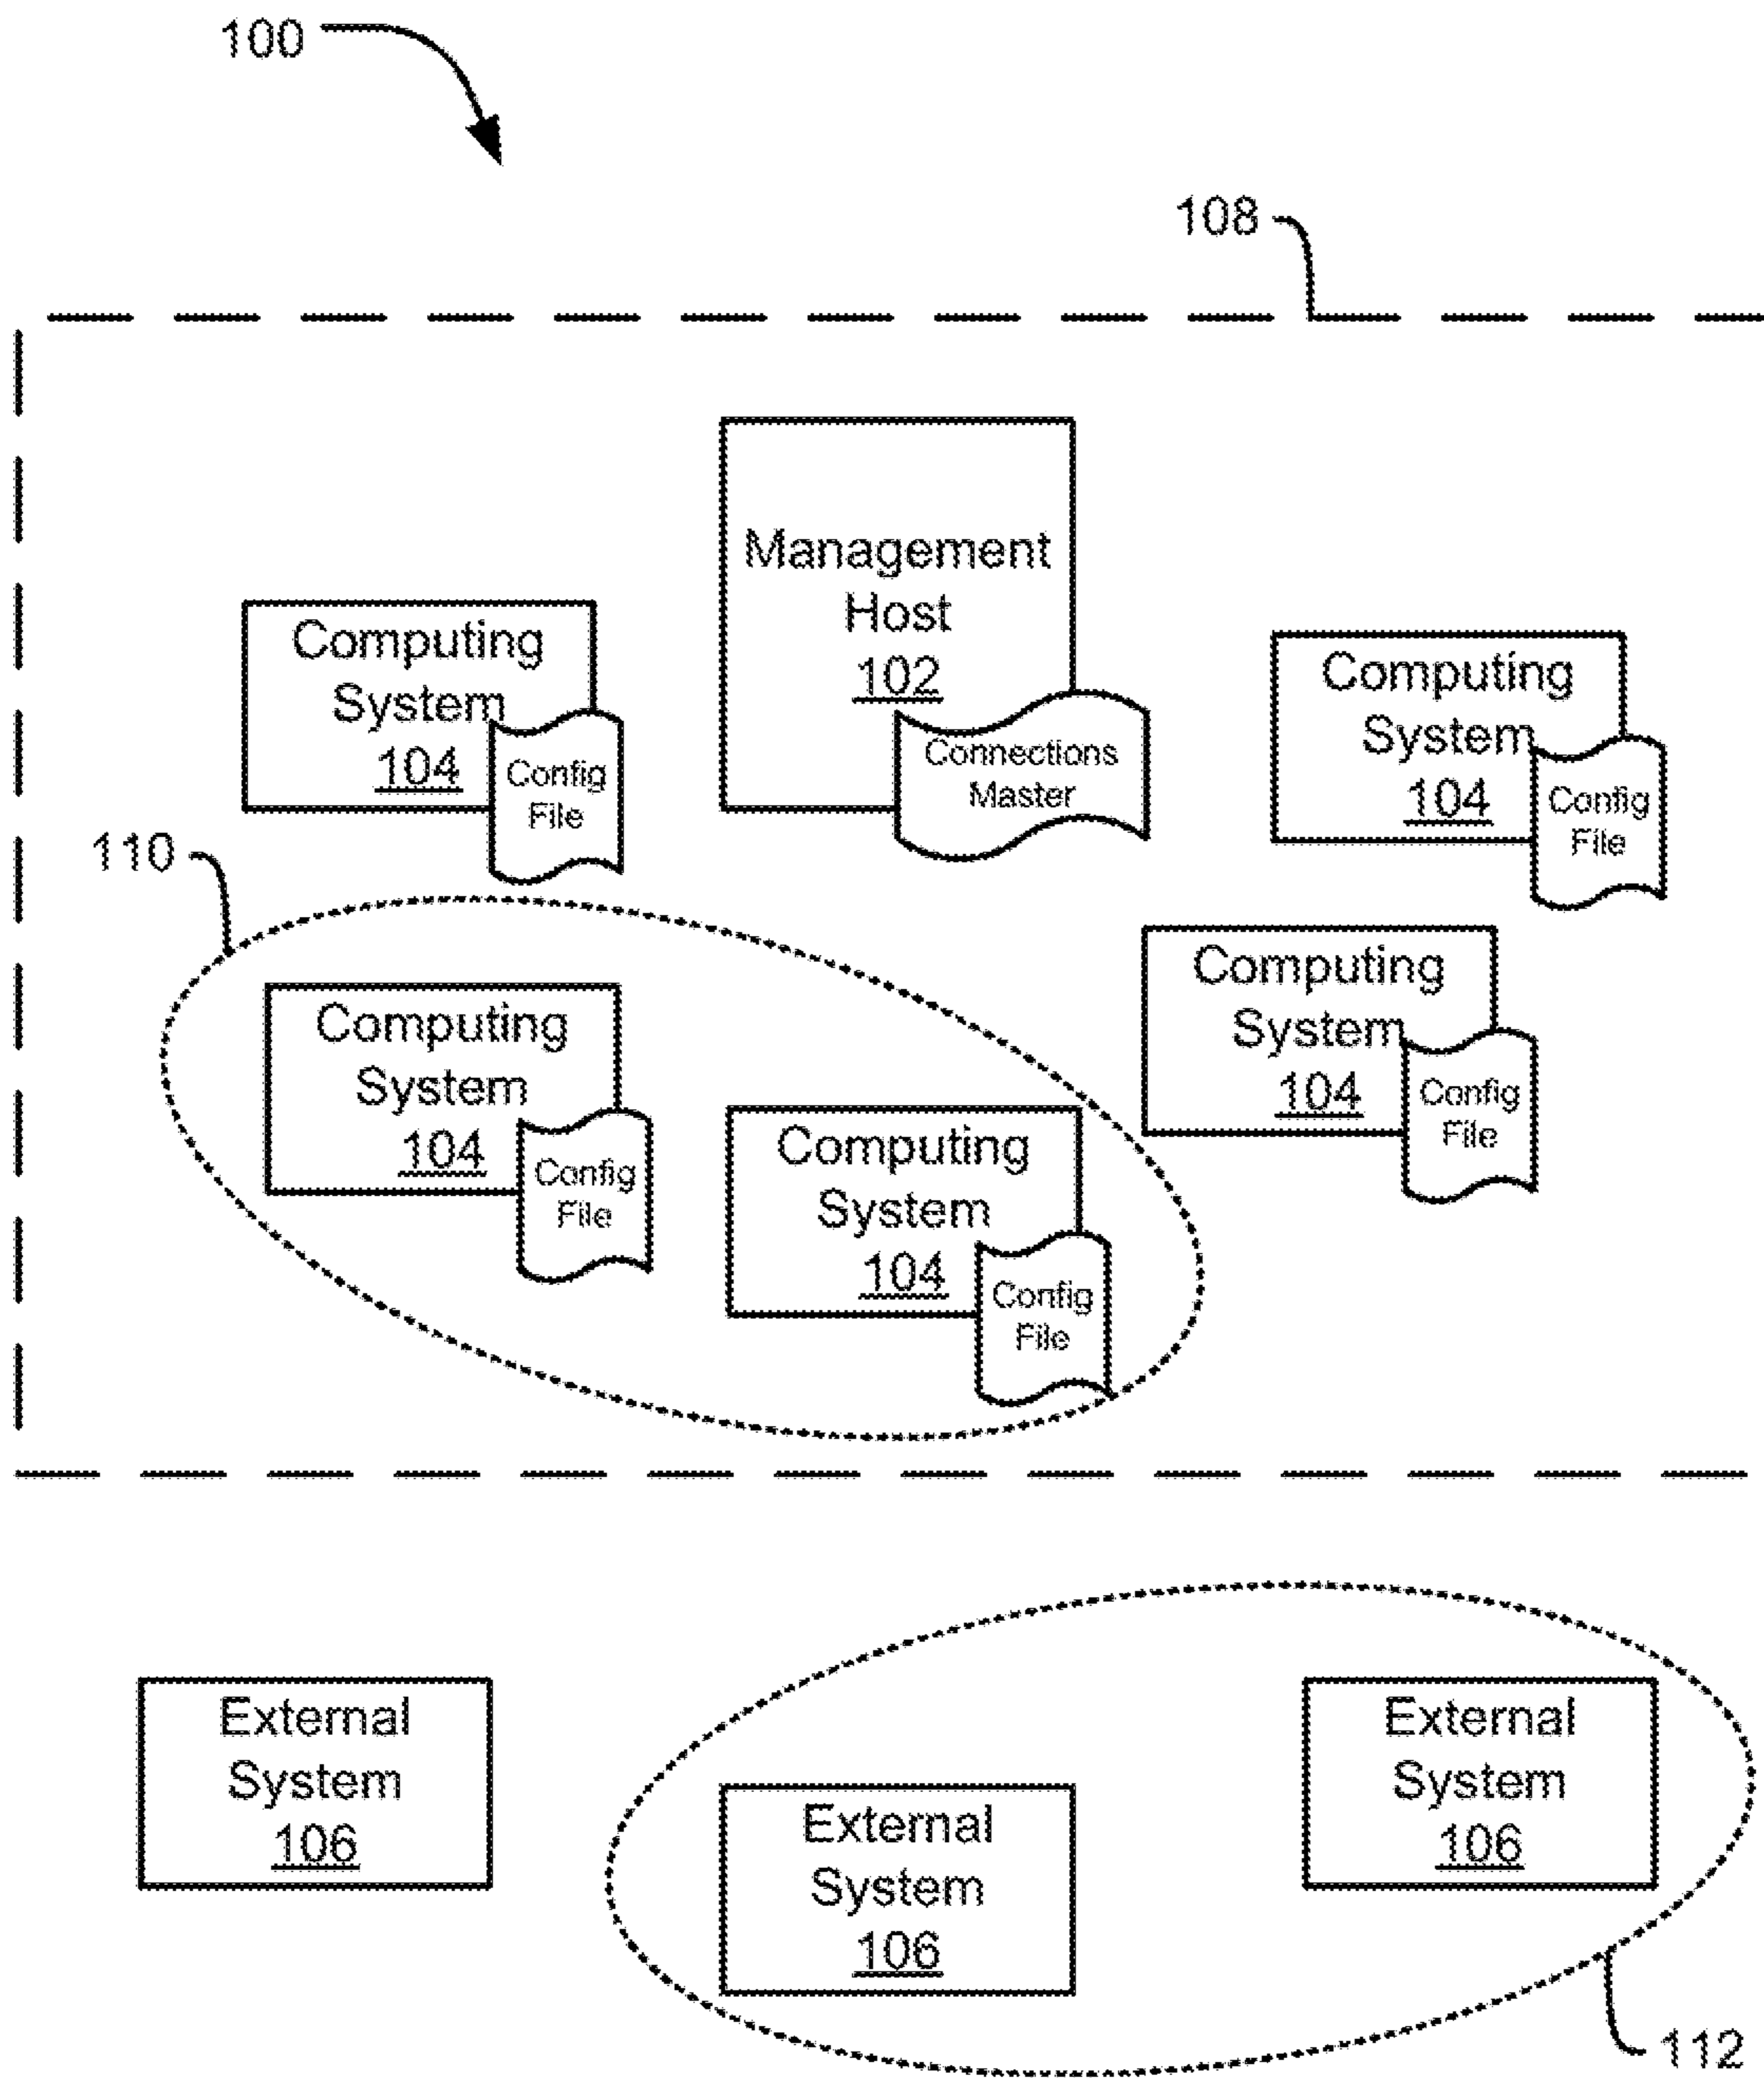 100
108
Management
Host
102
Connections
Master
Computing
System
104
Config
File
Computing
System
104
Config
File
110
Computing
System
104
Config
File
Computing
System
104
Config
File
Computing
System
104
Config
File
External
System
106
External
System
106
External
System
106
112